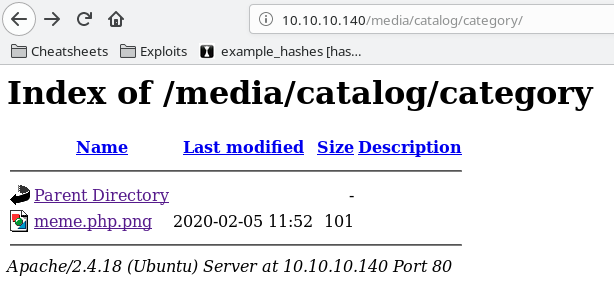 10.10.10.140/media/catalog/category/
Cheatsheets Exploits example_hashes [has...
Index of /media/catalog/category
Name Last modified Size Description
Parent Directory -
meme.php.png 2020-02-05 11:52 101
Apache/2.4.18 (Ubuntu) Server at 10.10.10.140 Port 80